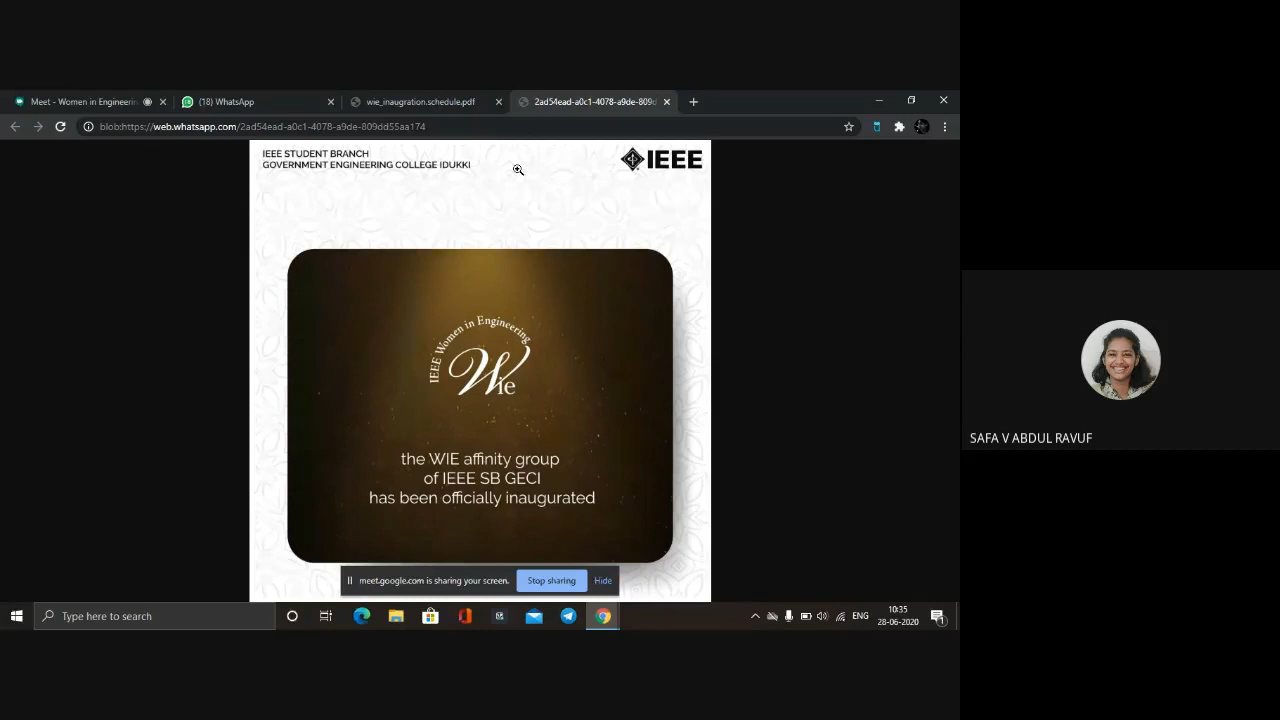 Meet - Women in Engineerin
(18) WhatsApp
wie_inaugration.schedule.pdf
2ad54ead-a0c1-4078-a9de-809d
blob:https://web.whatsapp.com/2ad54ead-a0c1-4078-a9de-809dd55aa174
IEEE STUDENT BRANCH
GOVERNMENT ENGINEERING COLLEGE IDUKKI
IEEE
IEEE Women in Engineering
Wie
the WIE affinity group
of IEEE SB GECI
has been officially inaugurated
SAFA V ABDUL RAVUF
meet.google.com is sharing your screen.
Stop sharing
Hide
Type here to search
ENG
10:35
28-06-2020
1